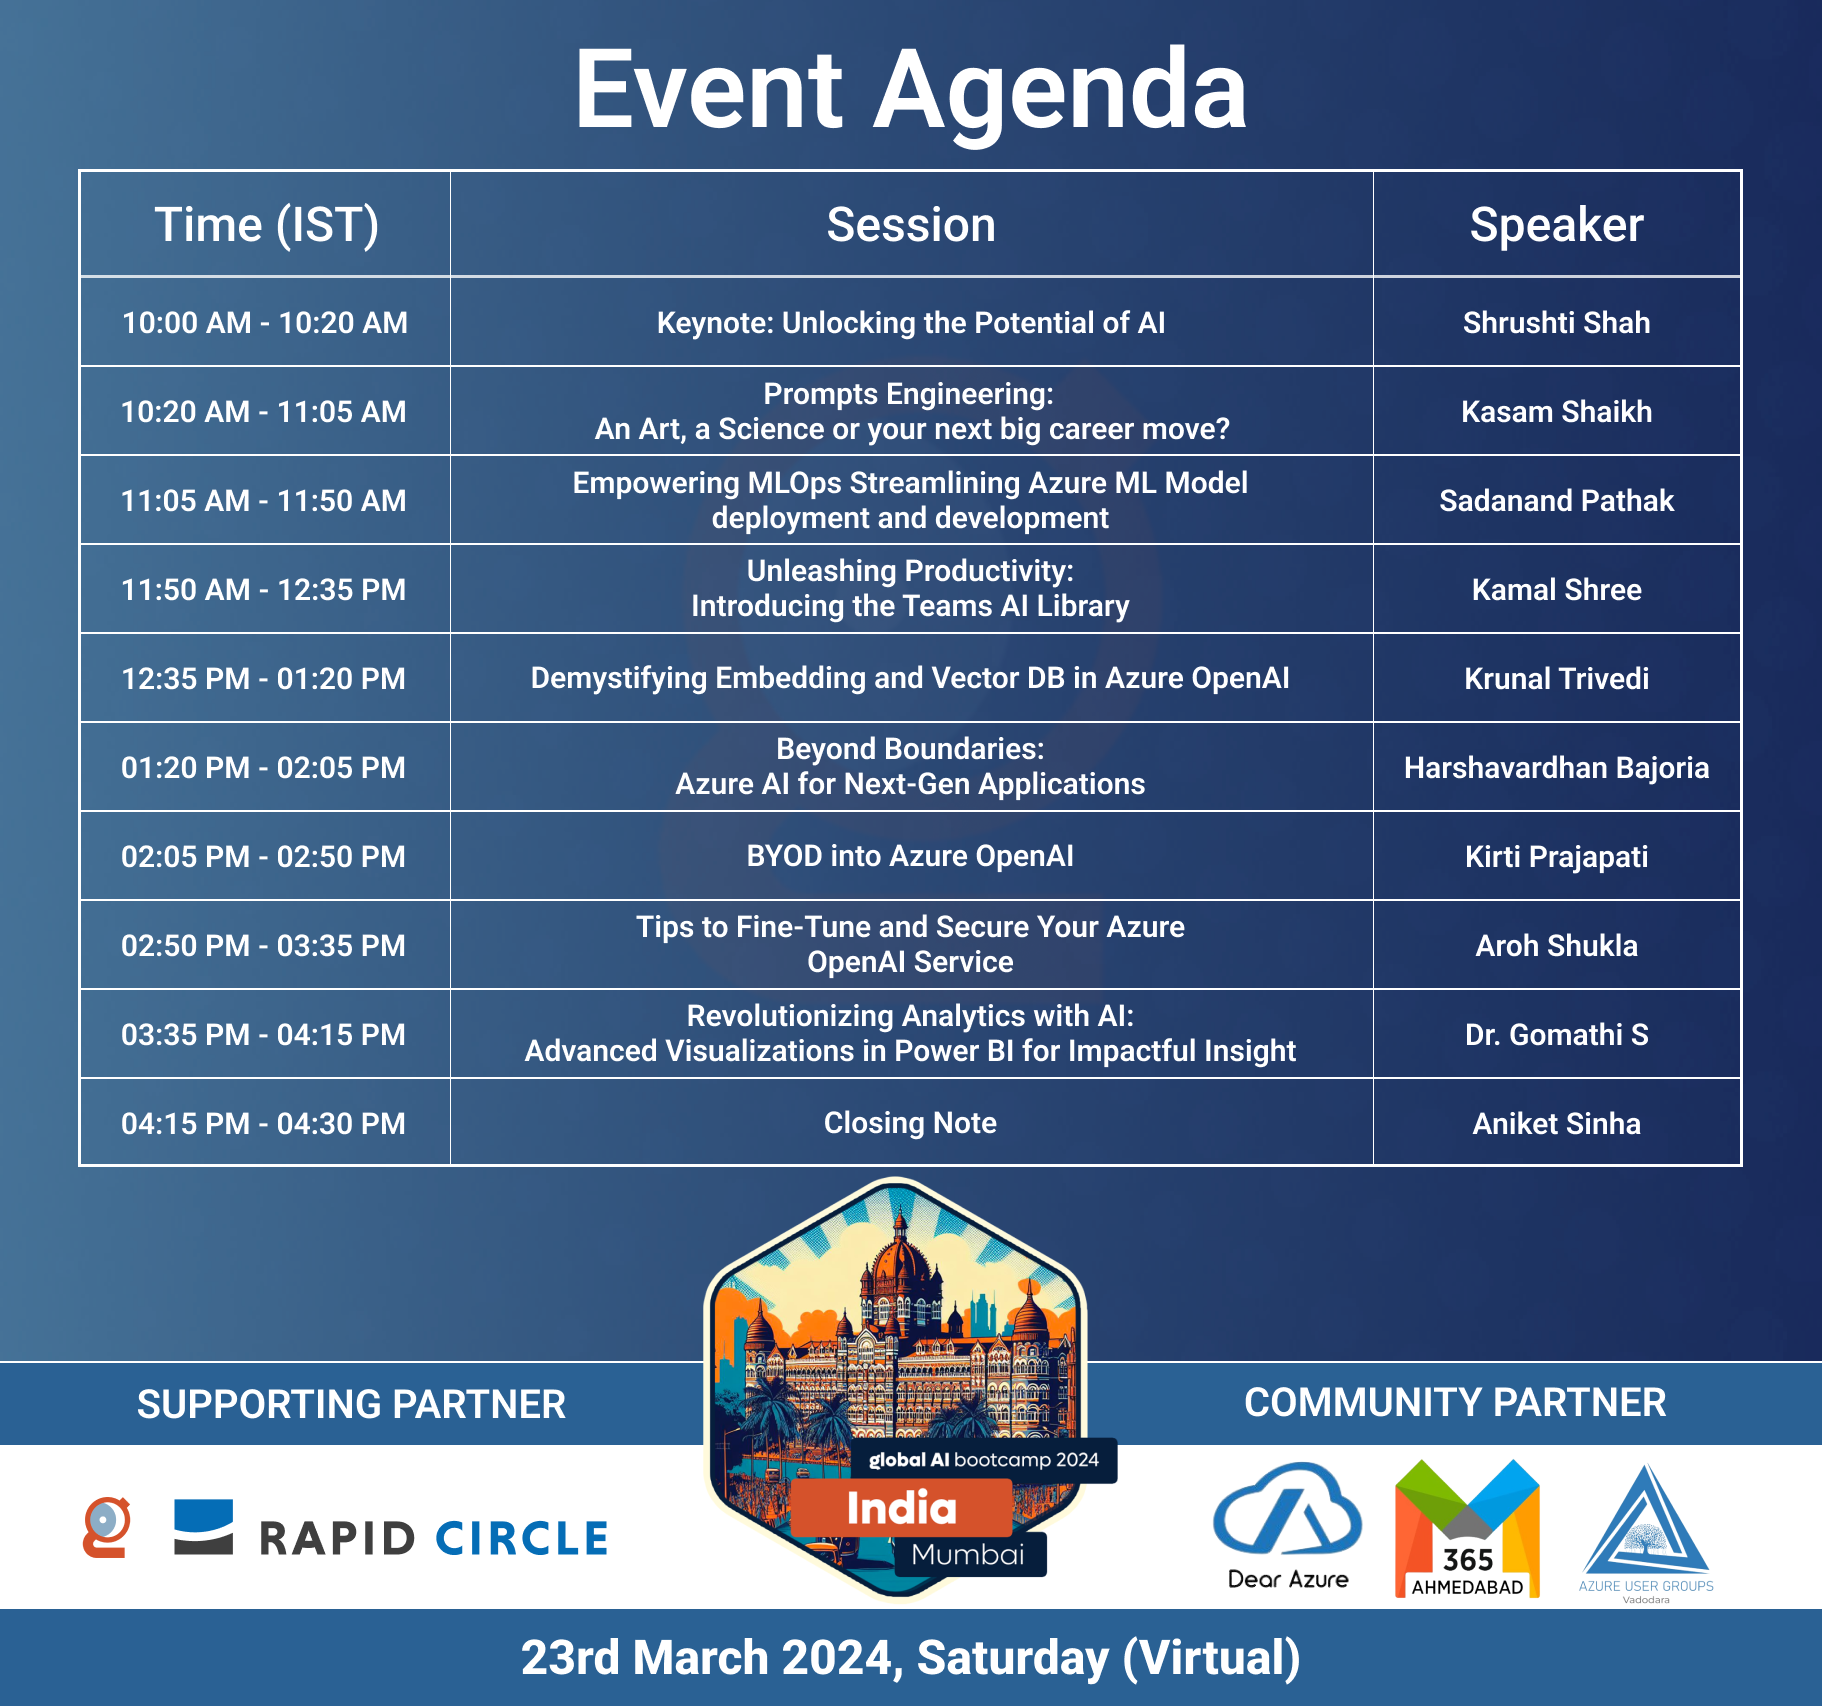 Event Agenda
Time (IST)
Session
Speaker
10:00 AM - 10:20 AM
Keynote: Unlocking the Potential of AI
Shrushti Shah
10:20 AM - 11:05 AM
Prompts Engineering:
An Art, a Science or your next big career move?
Kasam Shaikh
11:05 AM - 11:50 AM
Empowering MLOps Streamlining Azure ML Model
deployment and development
Sadanand Pathak
11:50 AM - 12:35 PM
Unleashing Productivity:
Introducing the Teams AI Library
Kamal Shree
12:35 PM - 01:20 PM
Demystifying Embedding and Vector DB in Azure OpenAI
Krunal Trivedi
01:20 PM - 02:05 PM
Beyond Boundaries:
Azure AI for Next-Gen Applications
Harshavardhan Bajoria
02:05 PM - 02:50 PM
BYOD into Azure OpenAI
Kirti Prajapati
02:50 PM - 03:35 PM
Tips to Fine-Tune and Secure Your Azure
OpenAI Service
Aroh Shukla
03:35 PM - 04:15 PM
Revolutionizing Analytics with AI:
Advanced Visualizations in Power BI for Impactful Insight
Dr. Gomathi S
04:15 PM - 04:30 PM
Closing Note
Aniket Sinha
SUPPORTING PARTNER
RAPID CIRCLE
global AI bootcamp 2024
India
Mumbai
COMMUNITY PARTNER
Dear Azure
365
AHMEDABAD
AZURE USER GROUPS
Vadodara
23rd March 2024, Saturday (Virtual)